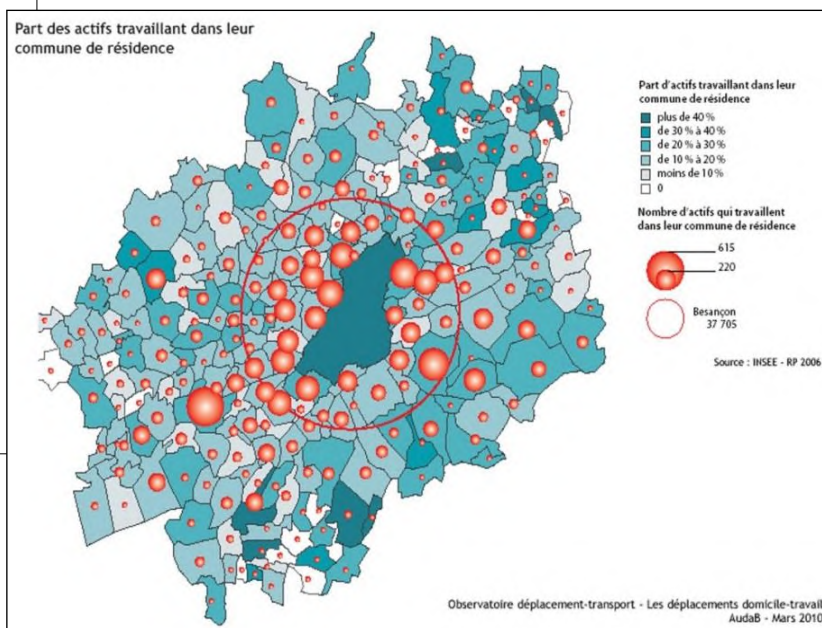 Part des actifs travaillant dans leur
commune de résidence
Part d'actifs travaillant dans leur
commune de résidence
plus de 40 %
de 30 % à 40 %
de 20 % à 30 %
de 10 % à 20 %
moins de 10 %
0
Nombre d'actifs qui travaillent
dans leur commune de résidence
615
220
Besançon
37 705
Source : INSEE - RP 2006
Observatoire déplacement-transport - Les déplacements domicile-travail
AudaB - Mars 2010